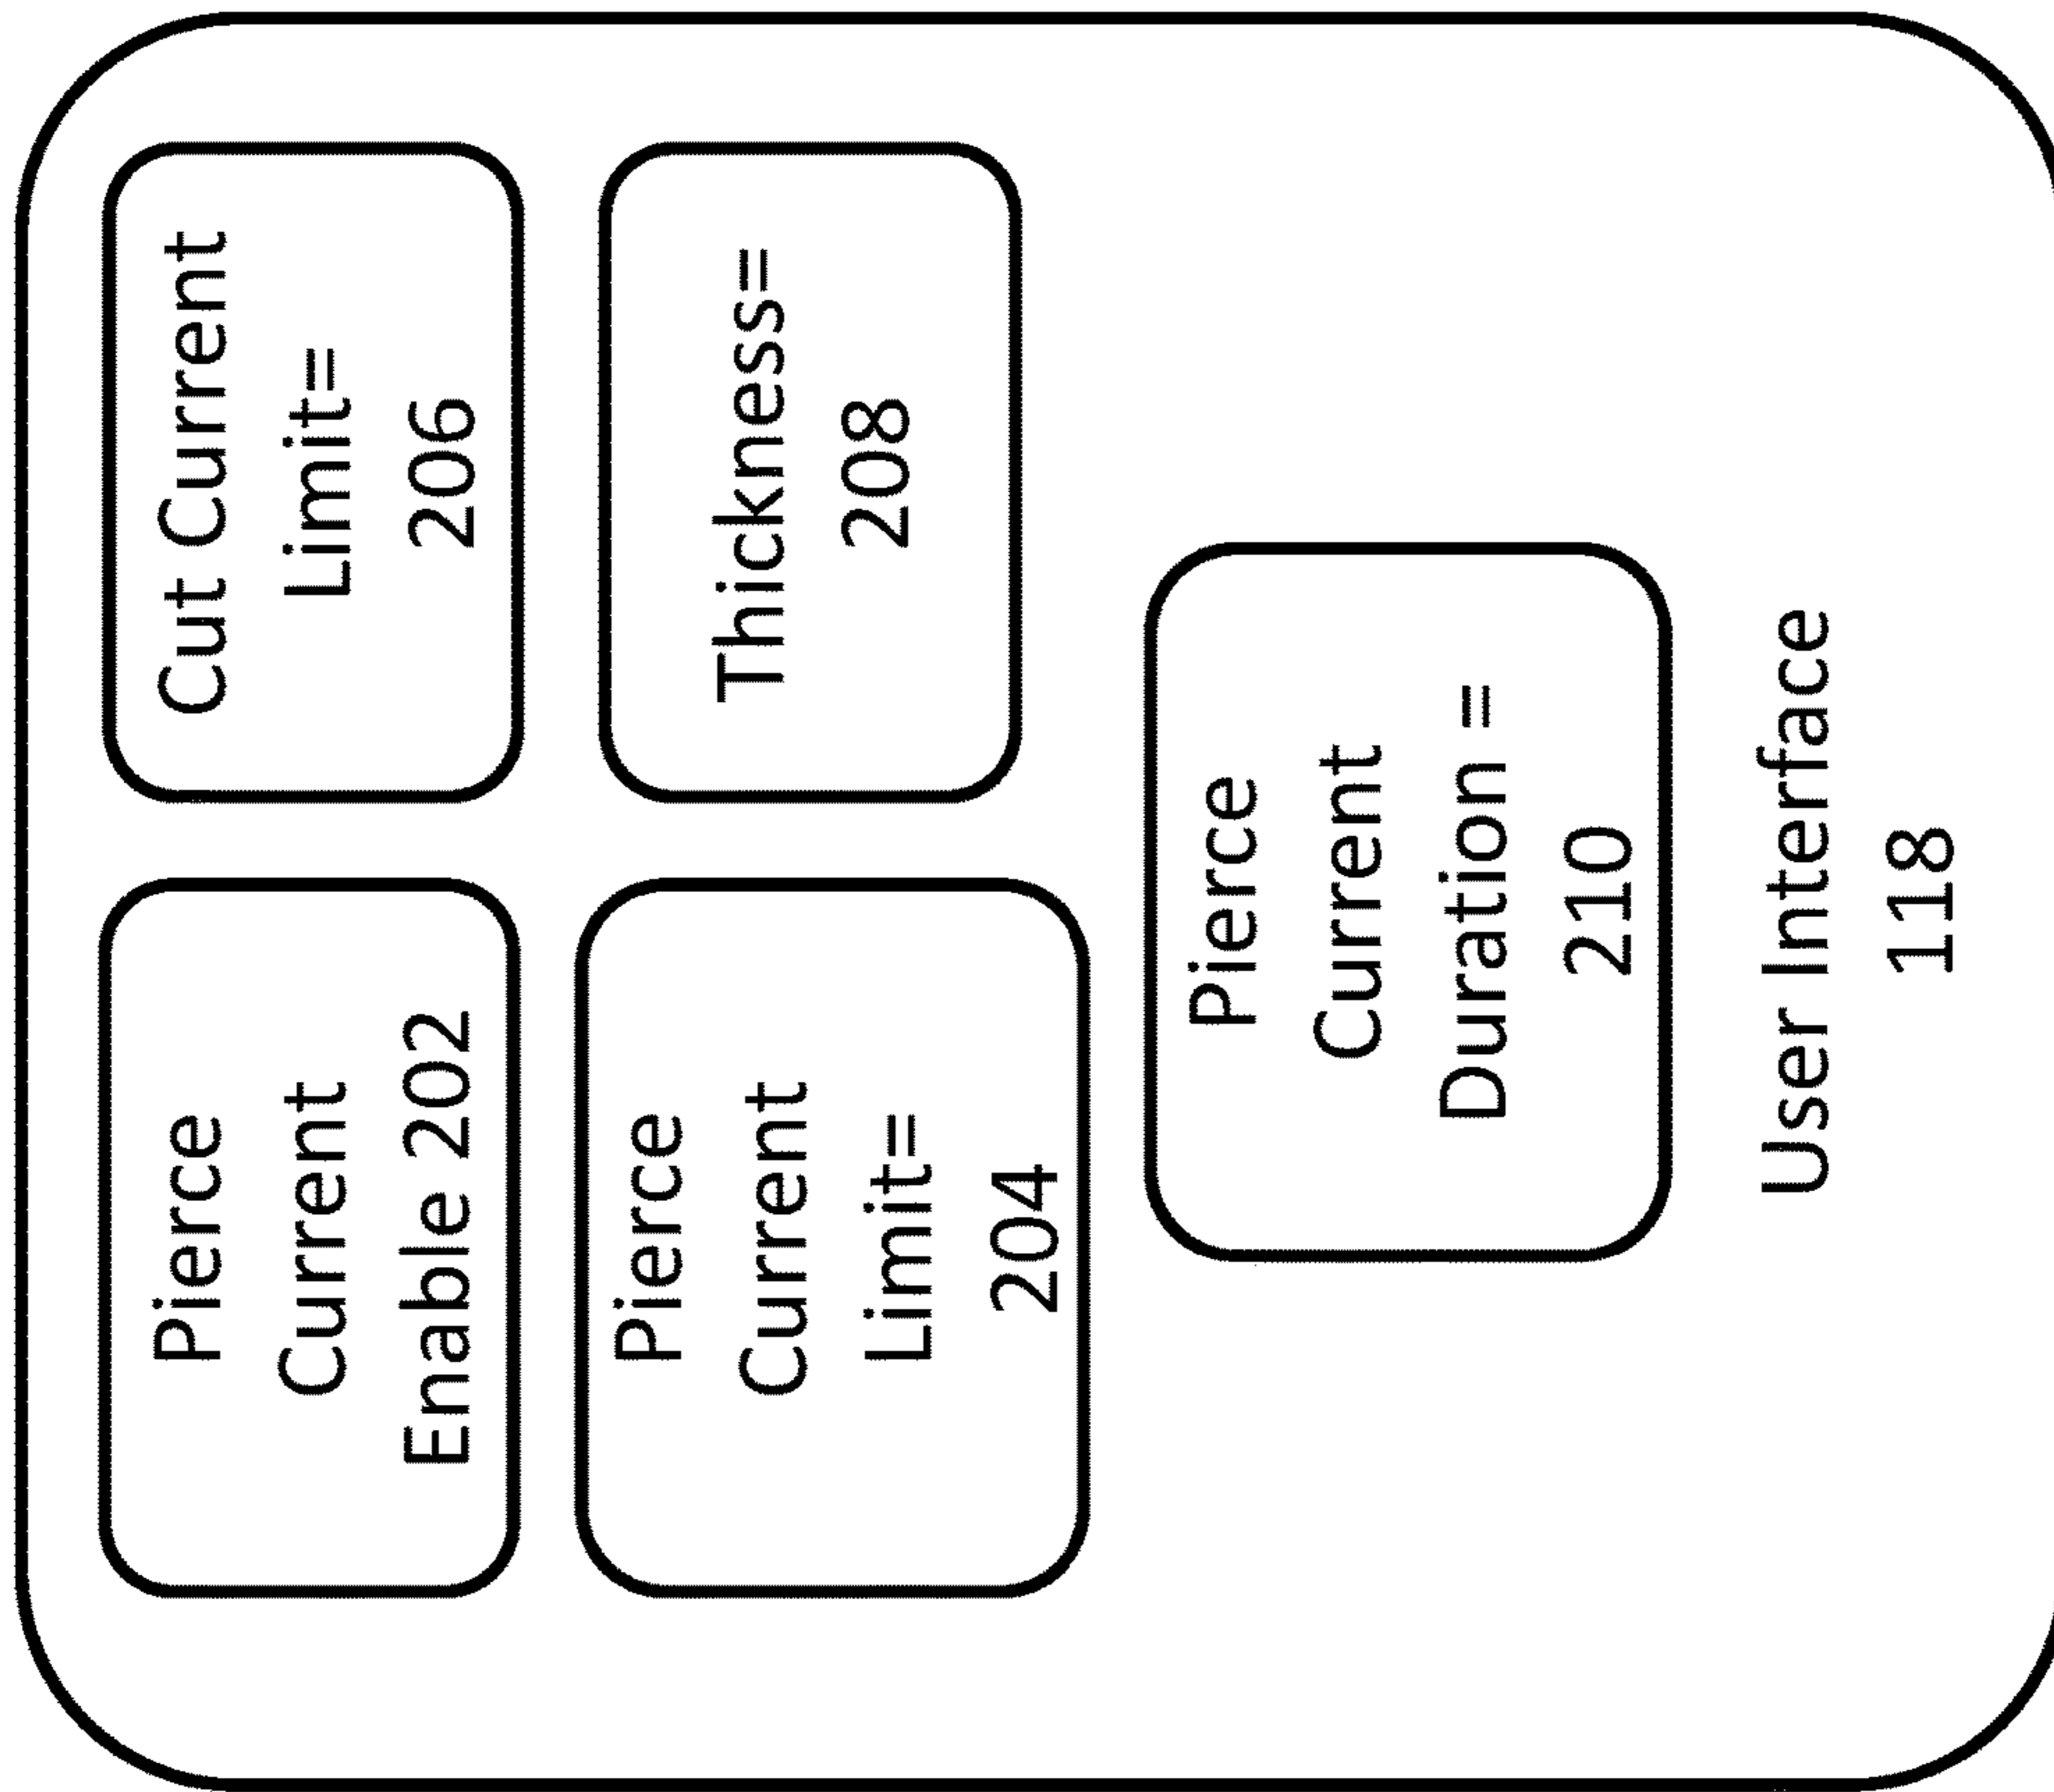 Pierce
Current
Enable 202
Cut Current
Limit=
206
Pierce
Current
Limit=
204
Thickness=
208
Pierce
Current
Duration =
210
User Interface
118